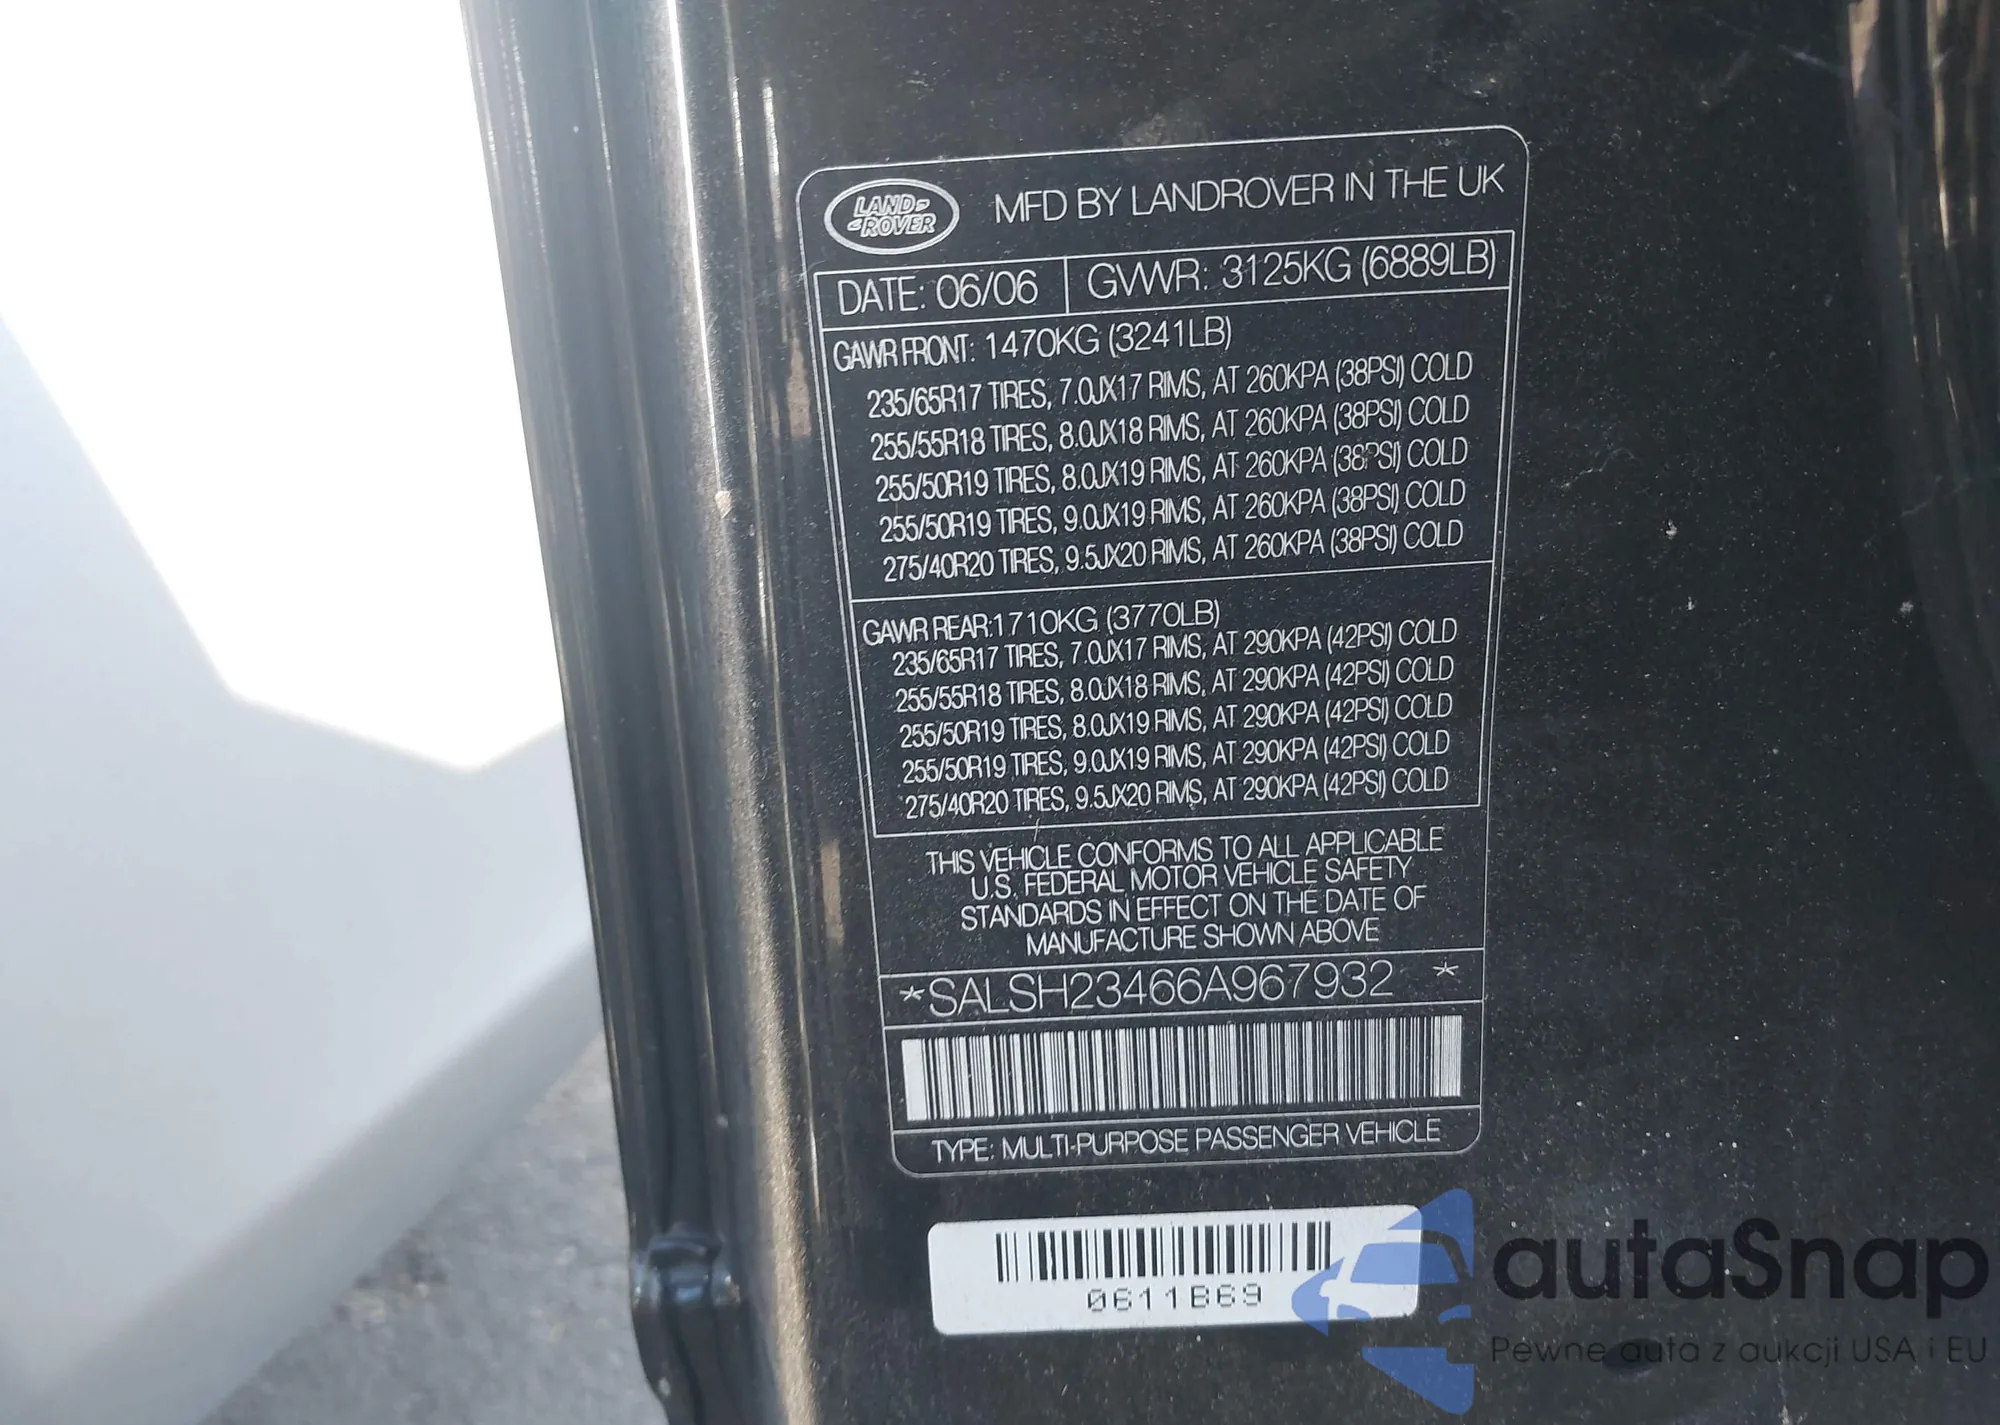 LAND ROVER
MFD BY LANDROVER IN THE UK
DATE: 06/06 GVWR: 3125KG (6889LB)
GAWR FRONT: 1470KG (3241LB)
235/65R17 TIRES, 7.0JX17 RIMS, AT 260KPA (38PSI) COLD
255/55R18 TIRES, 8.0JX18 RIMS, AT 260KPA (38PSI) COLD
255/50R19 TIRES, 8.0JX19 RIMS, AT 260KPA (38PSI) COLD
255/50R19 TIRES, 9.0JX19 RIMS, AT 260KPA (38PSI) COLD
275/40R20 TIRES, 9.5JX20 RIMS, AT 260KPA (38PSI) COLD
GAWR REAR:1710KG (3770LB)
235/65R17 TIRES, 7.0JX17 RIMS, AT 290KPA (42PSI) COLD
255/55R18 TIRES, 8.0JX18 RIMS, AT 290KPA (42PSI) COLD
255/50R19 TIRES, 8.0JX19 RIMS, AT 290KPA (42PSI) COLD
255/50R19 TIRES, 9.0JX19 RIMS, AT 290KPA (42PSI) COLD
275/40R20 TIRES, 9.5JX20 RIMS, AT 290KPA (42PSI) COLD
THIS VEHICLE CONFORMS TO ALL APPLICABLE
U.S. FEDERAL MOTOR VEHICLE SAFETY
STANDARDS IN EFFECT ON THE DATE OF
MANUFACTURE SHOWN ABOVE
*SALSH23466A967932 *
TYPE: MULTI-PURPOSE PASSENGER VEHICLE
0611B69
autaSnap
Pewne auta z aukcji USA i EU